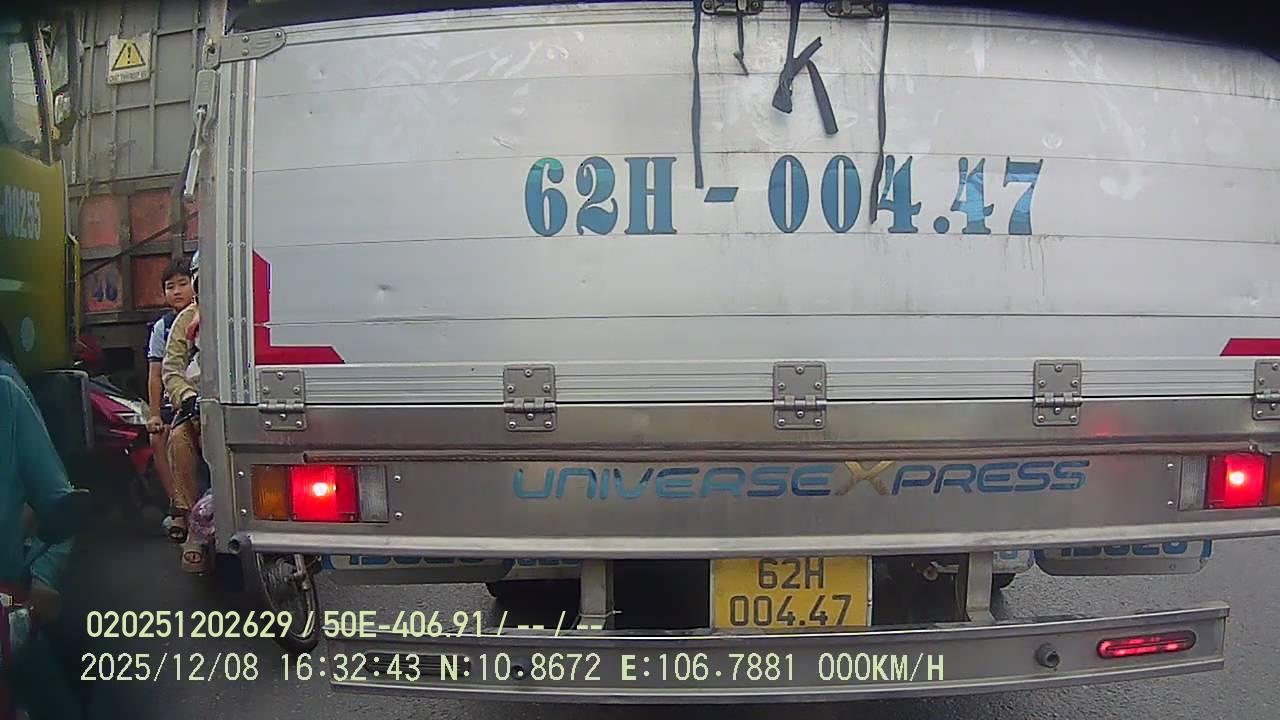 62H - 004.47
-00255
UNIVERSEXPRESS
ISUZU
62H
004.47
020251202629 / 50E-406.91 / -- / --
2025/12/08 16:32:43 N:10.8672 E:106.7881 000KM/H